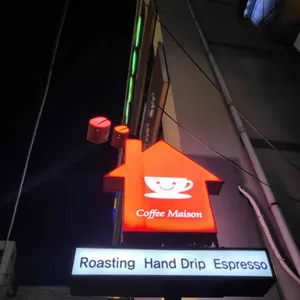 Coffee Maison
Roasting Hand Drip Espresso